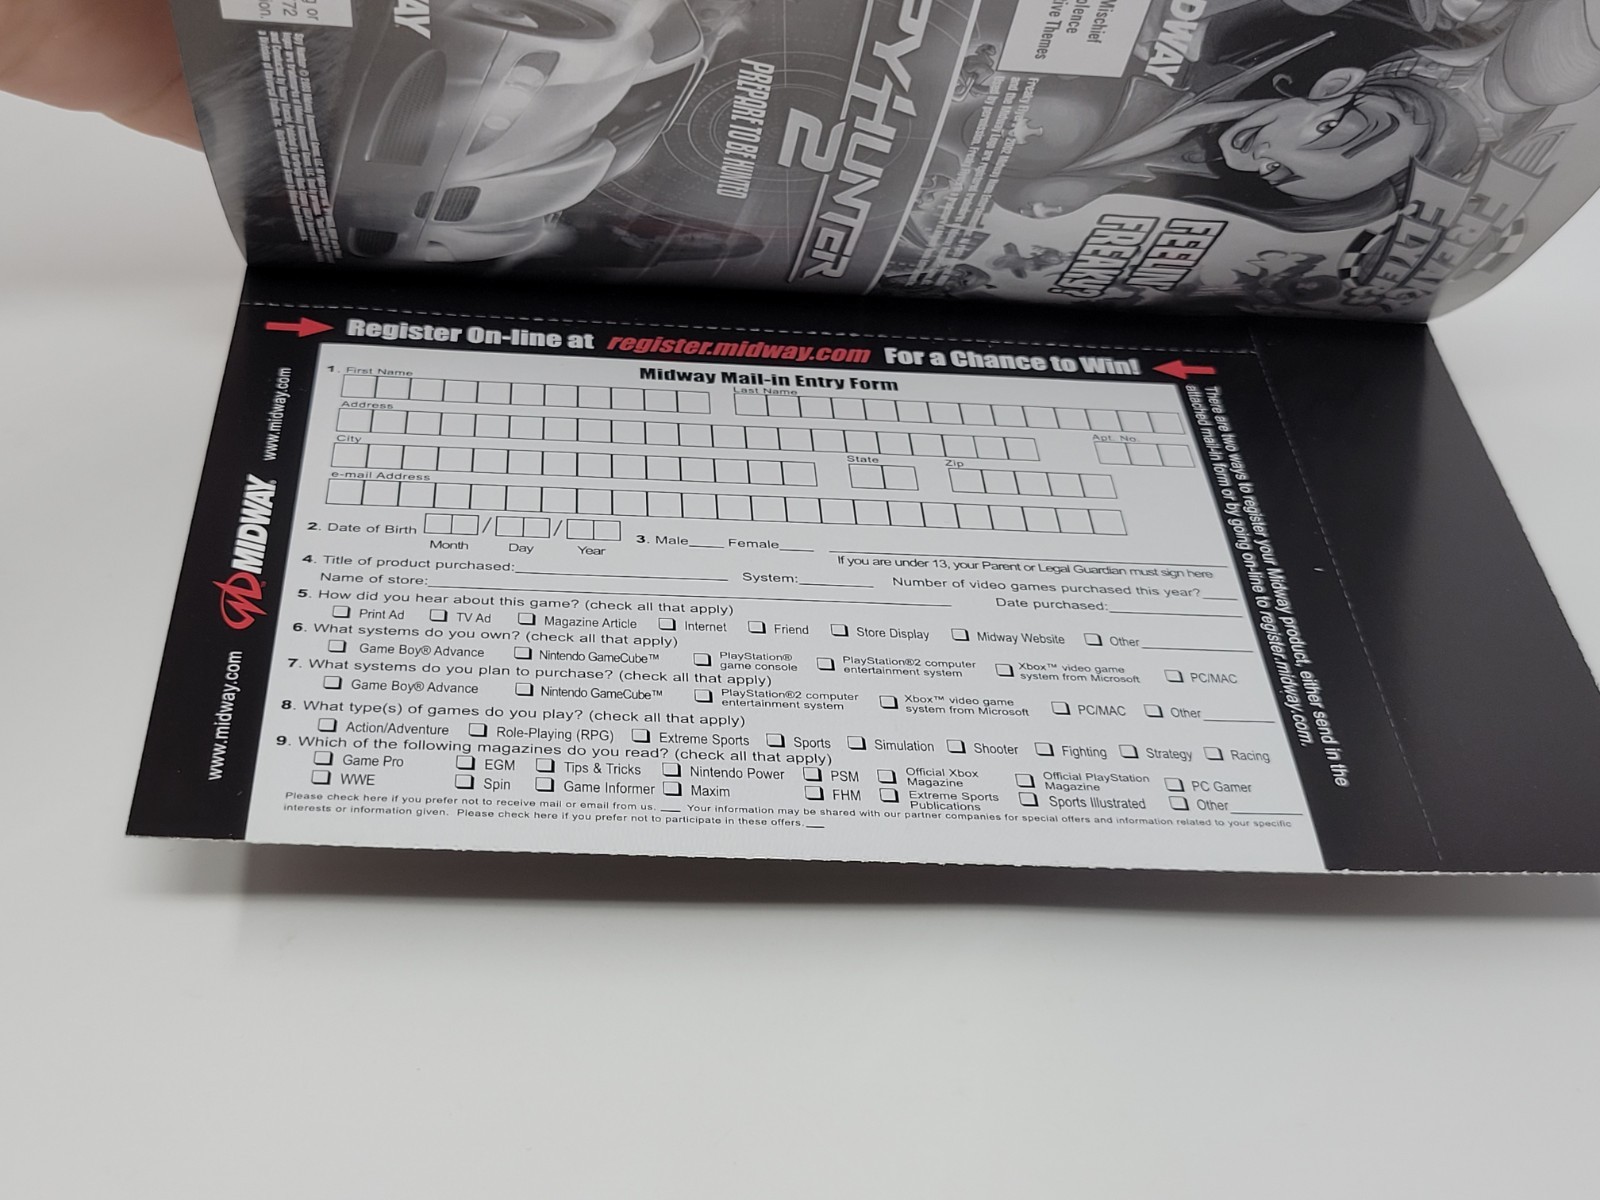 WAY
PREPARE TO BE HUNTED
PY HUNTER
2
Mischief
olence
ive Themes
MIDWAY
FEELIN'
FREAKY?
FREAKY
FLYERS
Register On-line at register.midway.com For a Chance to Win!
Midway Mail-in Entry Form
1. First Name
Last Name
Address
Apt. No.
City
State
Zip
e-mail Address
2. Date of Birth / /
Month Day Year
3. Male____ Female____
If you are under 13, your Parent or Legal Guardian must sign here
4. Title of product purchased: System: Number of video games purchased this year?
Name of store: Date purchased:
5. How did you hear about this game? (check all that apply)
Print Ad TV Ad Magazine Article Internet Friend Store Display Midway Website Other
6. What systems do you own? (check all that apply)
Game Boy® Advance Nintendo GameCube™ PlayStation® game console PlayStation®2 computer entertainment system Xbox™ video game system from Microsoft PC/MAC
7. What systems do you plan to purchase? (check all that apply)
Game Boy® Advance Nintendo GameCube™ PlayStation®2 computer entertainment system Xbox™ video game system from Microsoft PC/MAC Other
8. What type(s) of games do you play? (check all that apply)
Action/Adventure Role-Playing (RPG) Extreme Sports Sports Simulation Shooter Fighting Strategy Racing
9. Which of the following magazines do you read? (check all that apply)
Game Pro EGM Tips & Tricks Nintendo Power PSM Official Xbox Magazine Official PlayStation Magazine PC Gamer
WWE Spin Game Informer Maxim FHM Extreme Sports Publications Sports Illustrated Other
Please check here if you prefer not to receive mail or email from us. ___ Your information may be shared with our partner companies for special offers and information related to your specific
interests or information given. Please check here if you prefer not to participate in these offers.___
www.midway.com MIDWAY www.midway.com
There are two ways to register your Midway product, either send in the
attached mail-in form or by going on-line to register.midway.com.